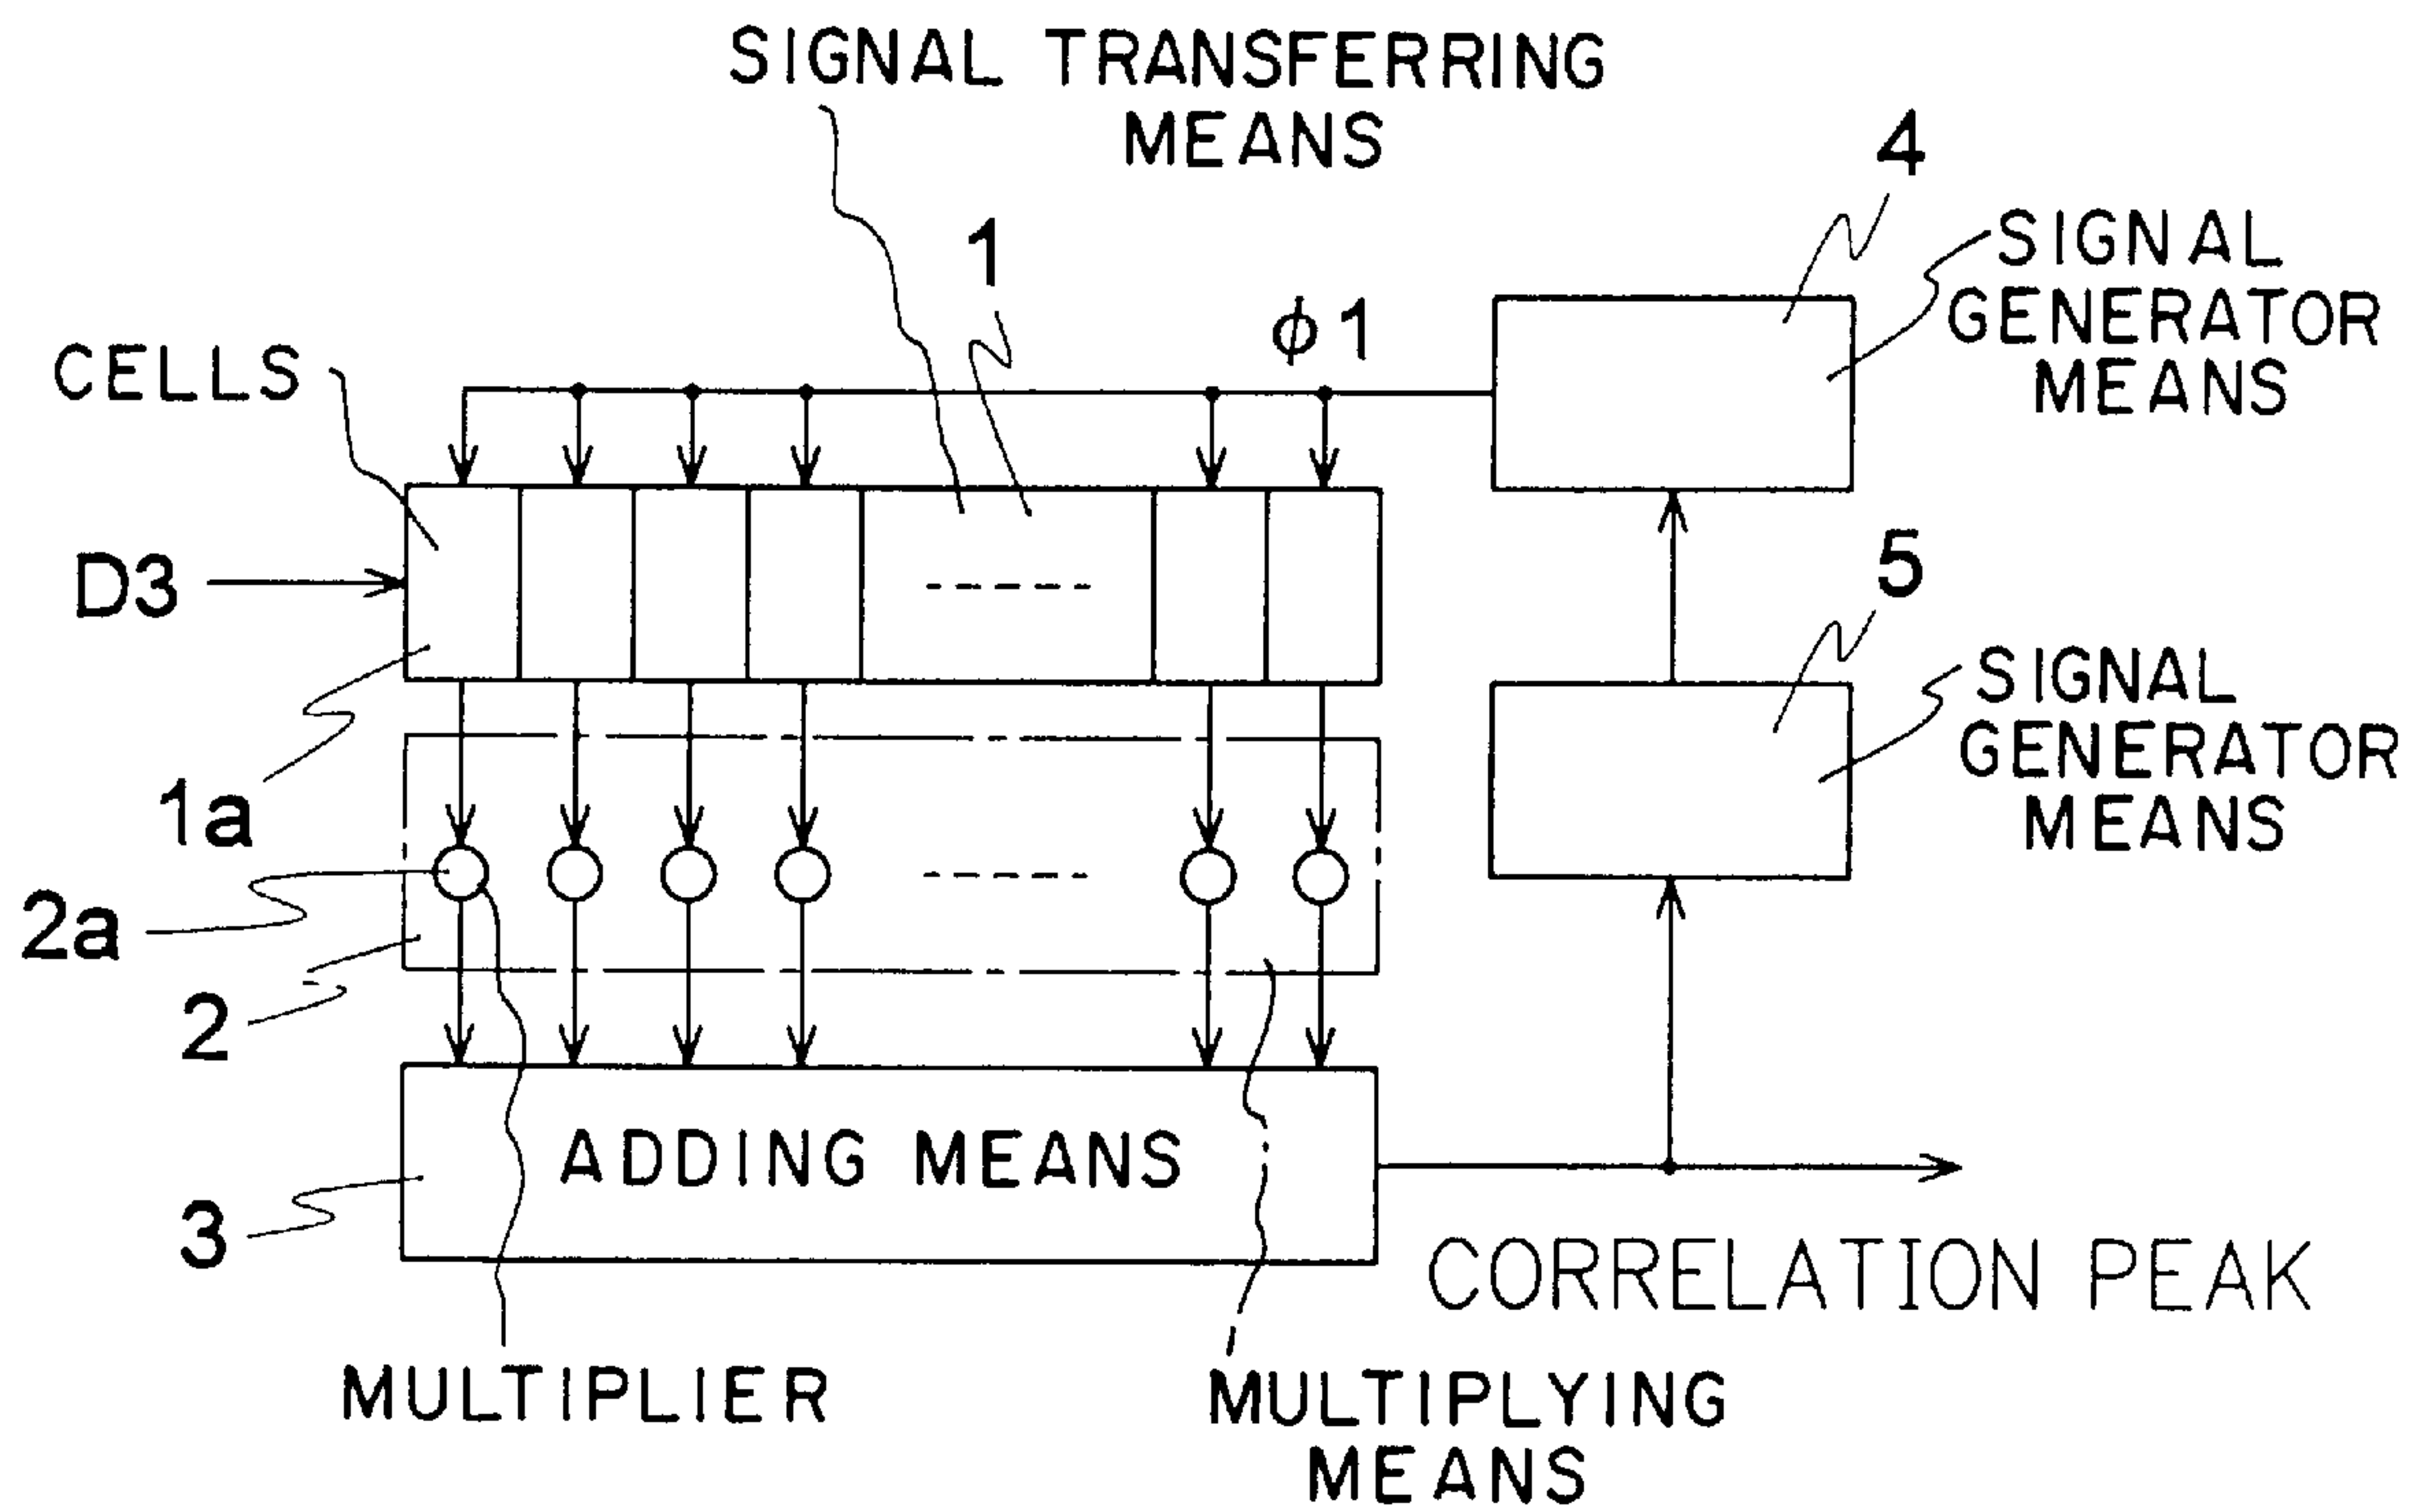 SIGNAL TRANSFERRING
MEANS
4
1
SIGNAL
GENERATOR
MEANS
ϕ1
CELLS
D3
5
SIGNAL
GENERATOR
MEANS
1a
2a
2
ADDING MEANS
3
CORRELATION PEAK
MULTIPLIER
MULTIPLYING
MEANS